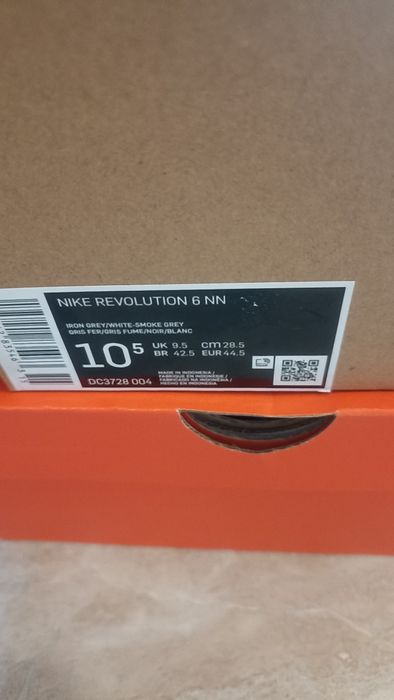 NIKE REVOLUTION 6 NN
IRON GREY/WHITE-SMOKE GREY
GRIS FER/GRIS FUME/NOIR/BLANC
10⁵ UK 9.5 cm 28.5
BR 42.5 EUR 44.5
MADE IN INDONESIA /
FABRIQUE EN INDONESIE /
FABRICADO NA INDONESIA /
HECHO EN INDONESIA
DC3728 004